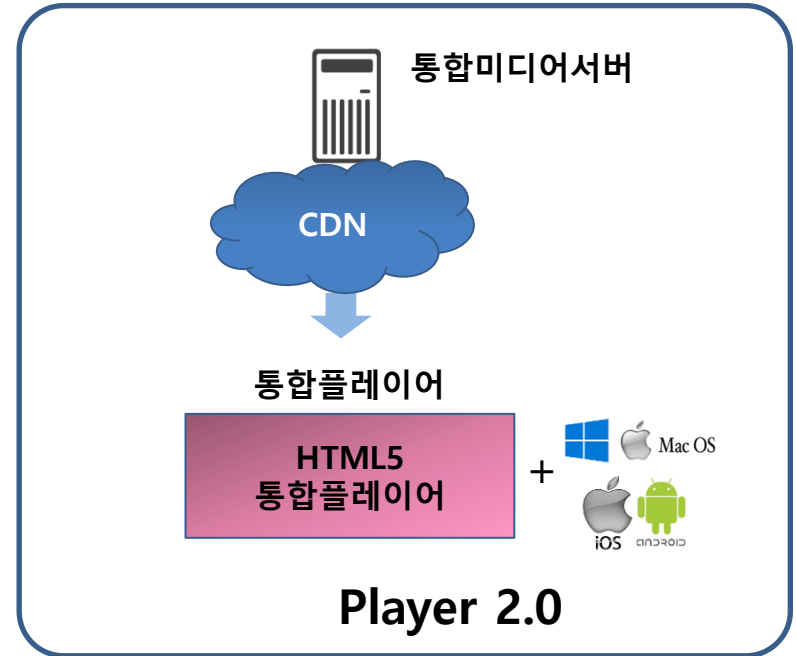 통합미디어서버
CDN
통합플레이어
HTML5
통합플레이어
+
Mac OS
iOS
ANDROID
Player 2.0